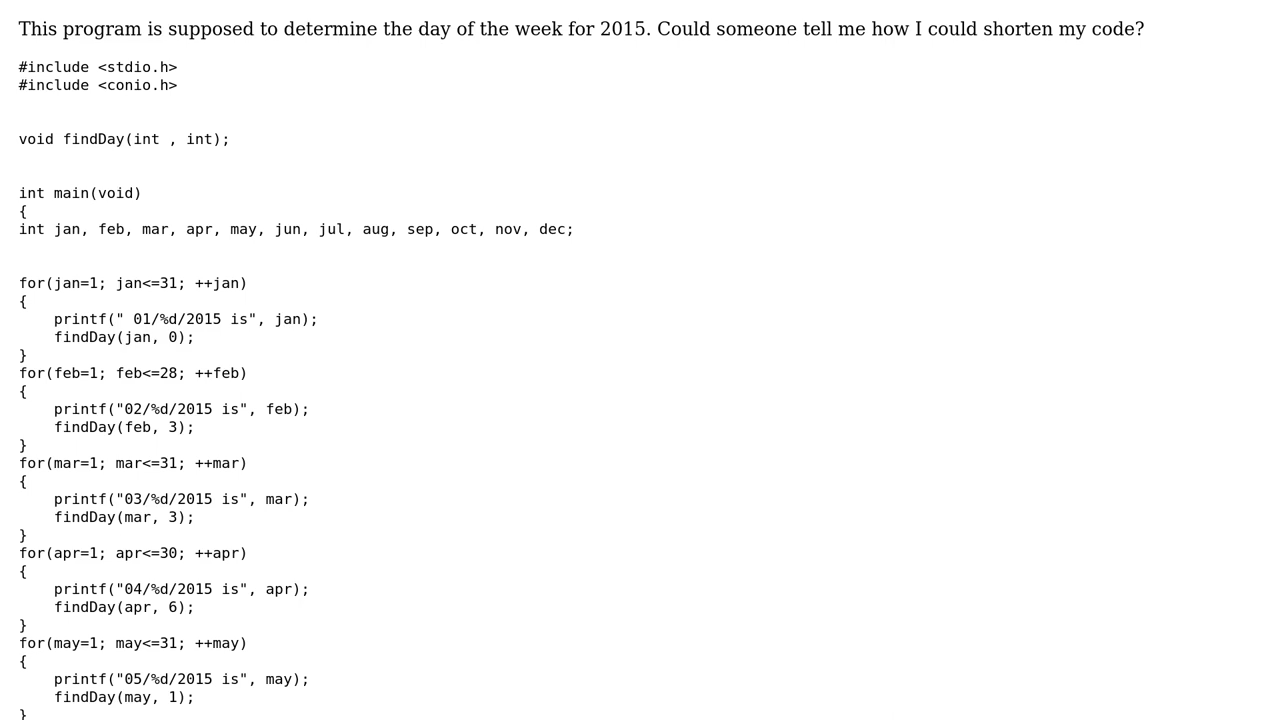 This program is supposed to determine the day of the week for 2015. Could someone tell me how I could shorten my code?
#include <stdio.h>
#include <conio.h>
void findDay(int , int);
int main(void)
{
int jan, feb, mar, apr, may, jun, jul, aug, sep, oct, nov, dec;
for(jan=1; jan<=31; ++jan)
{
    printf(" 01/%d/2015 is", jan);
    findDay(jan, 0);
}
for(feb=1; feb<=28; ++feb)
{
    printf("02/%d/2015 is", feb);
    findDay(feb, 3);
}
for(mar=1; mar<=31; ++mar)
{
    printf("03/%d/2015 is", mar);
    findDay(mar, 3);
}
for(apr=1; apr<=30; ++apr)
{
    printf("04/%d/2015 is", apr);
    findDay(apr, 6);
}
for(may=1; may<=31; ++may)
{
    printf("05/%d/2015 is", may);
    findDay(may, 1);
}